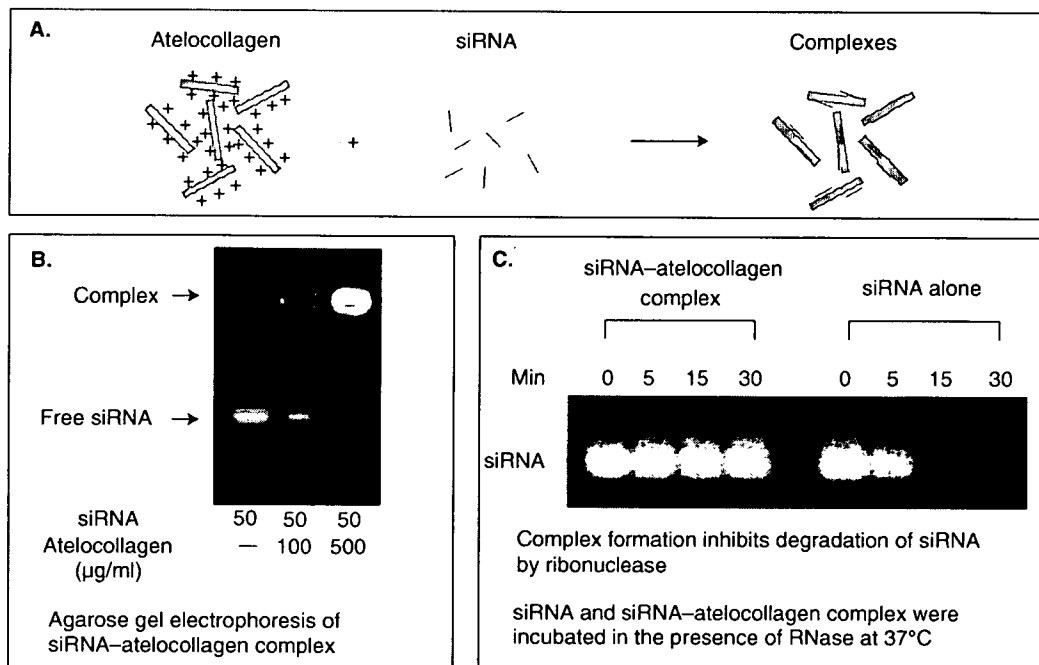 A.
Atelocollagen
siRNA
Complexes
+
B.
Complex →
Free siRNA →
siRNA 50 50 50
Atelocollagen — 100 500
(µg/ml)
Agarose gel electrophoresis of
siRNA–atelocollagen complex
C.
siRNA–atelocollagen
complex
siRNA alone
Min 0 5 15 30 0 5 15 30
siRNA
Complex formation inhibits degradation of siRNA
by ribonuclease
siRNA and siRNA–atelocollagen complex were
incubated in the presence of RNase at 37°C